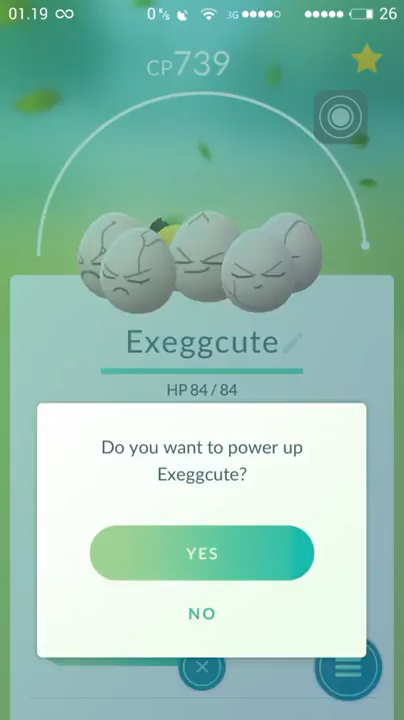 01.19 0 K/s 3G 26
CP739
Exeggcute
HP 84 / 84
Do you want to power up
Exeggcute?
YES
NO